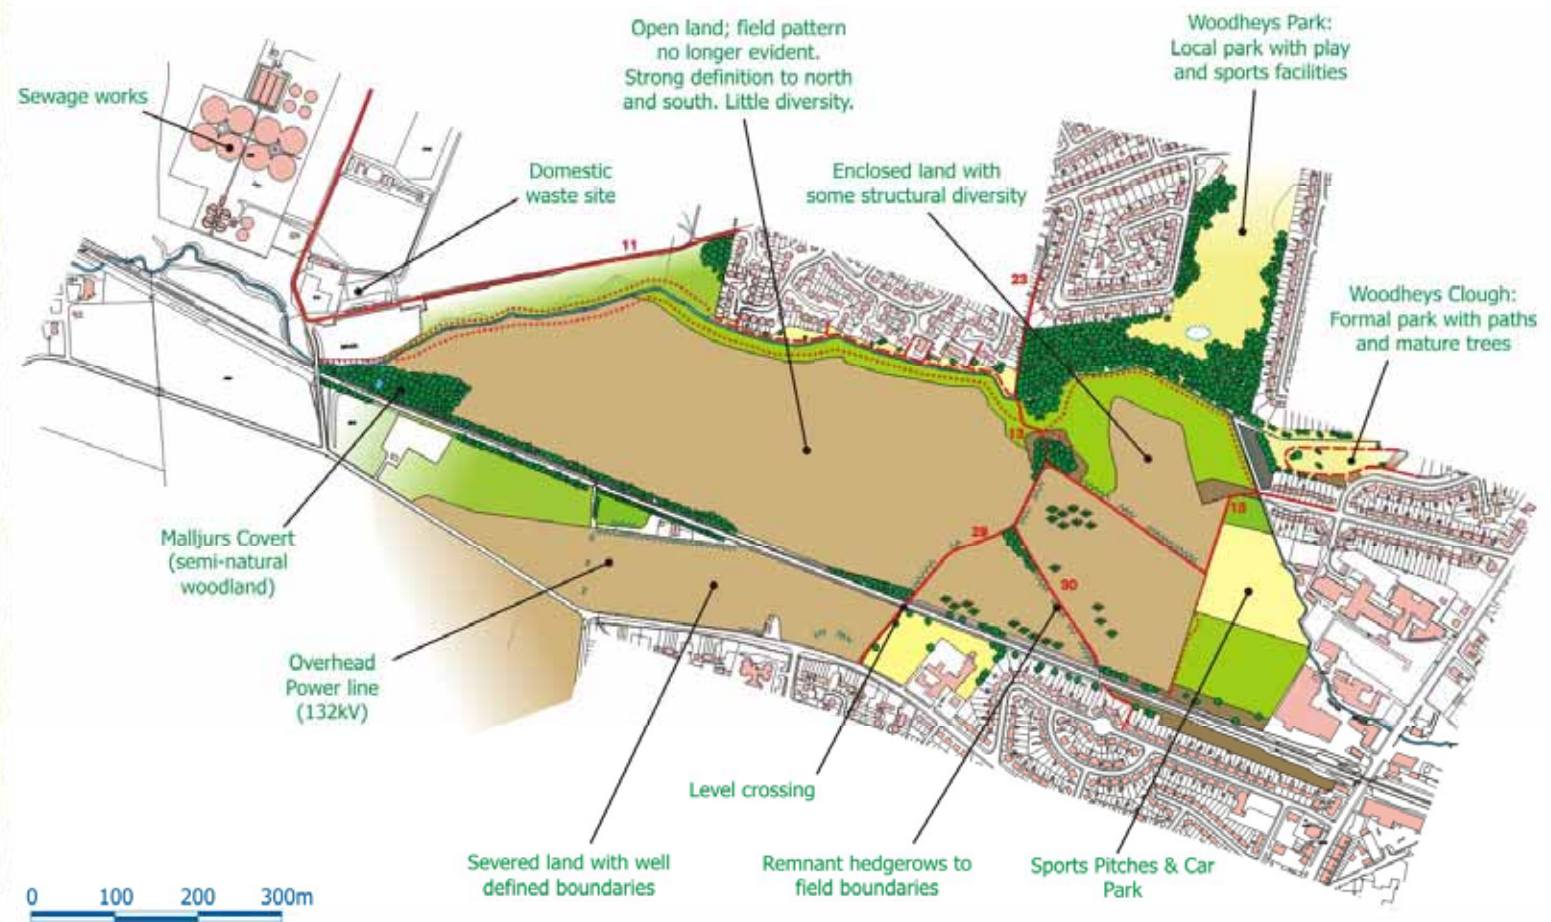 Open land; field pattern
no longer evident.
Strong definition to north
and south. Little diversity.
Woodheys Park:
Local park with play
and sports facilities
Sewage works
Domestic
waste site
Enclosed land with
some structural diversity
11
23
Woodheys Clough:
Formal park with paths
and mature trees
13
18
29
30
Malljurs Covert
(semi-natural
woodland)
Overhead
Power line
(132kV)
Level crossing
Severed land with well
defined boundaries
Remnant hedgerows to
field boundaries
Sports Pitches & Car
Park
0 100 200 300m